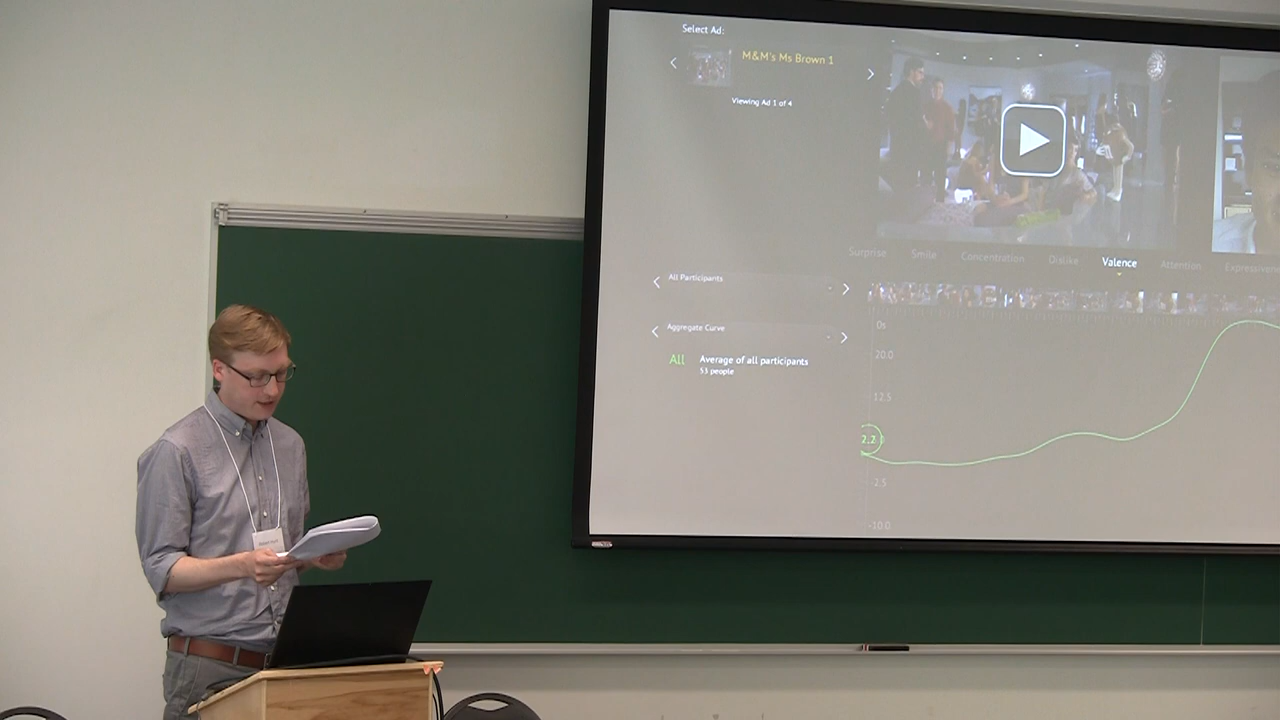 Select Ad:
M&M's Ms Brown 1
Viewing Ad 1 of 4
Surprise Smile Concentration Dislike Valence Attention
All Participants
Aggregate Curve
All Average of all participants
53 people
0s
20.0
12.5
2.2
-2.5
-10.0